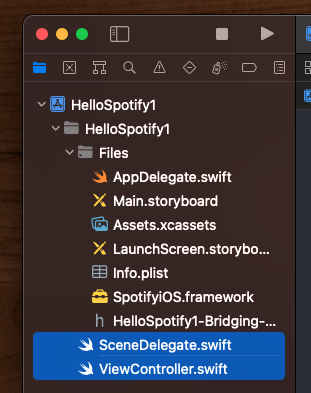 HelloSpotify1
HelloSpotify1
Files
AppDelegate.swift
Main.storyboard
Assets.xcassets
LaunchScreen.storybo...
Info.plist
SpotifyiOS.framework
h HelloSpotify1-Bridging-...
SceneDelegate.swift
ViewController.swift